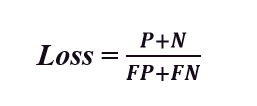 Loss = P+N / FP+FN